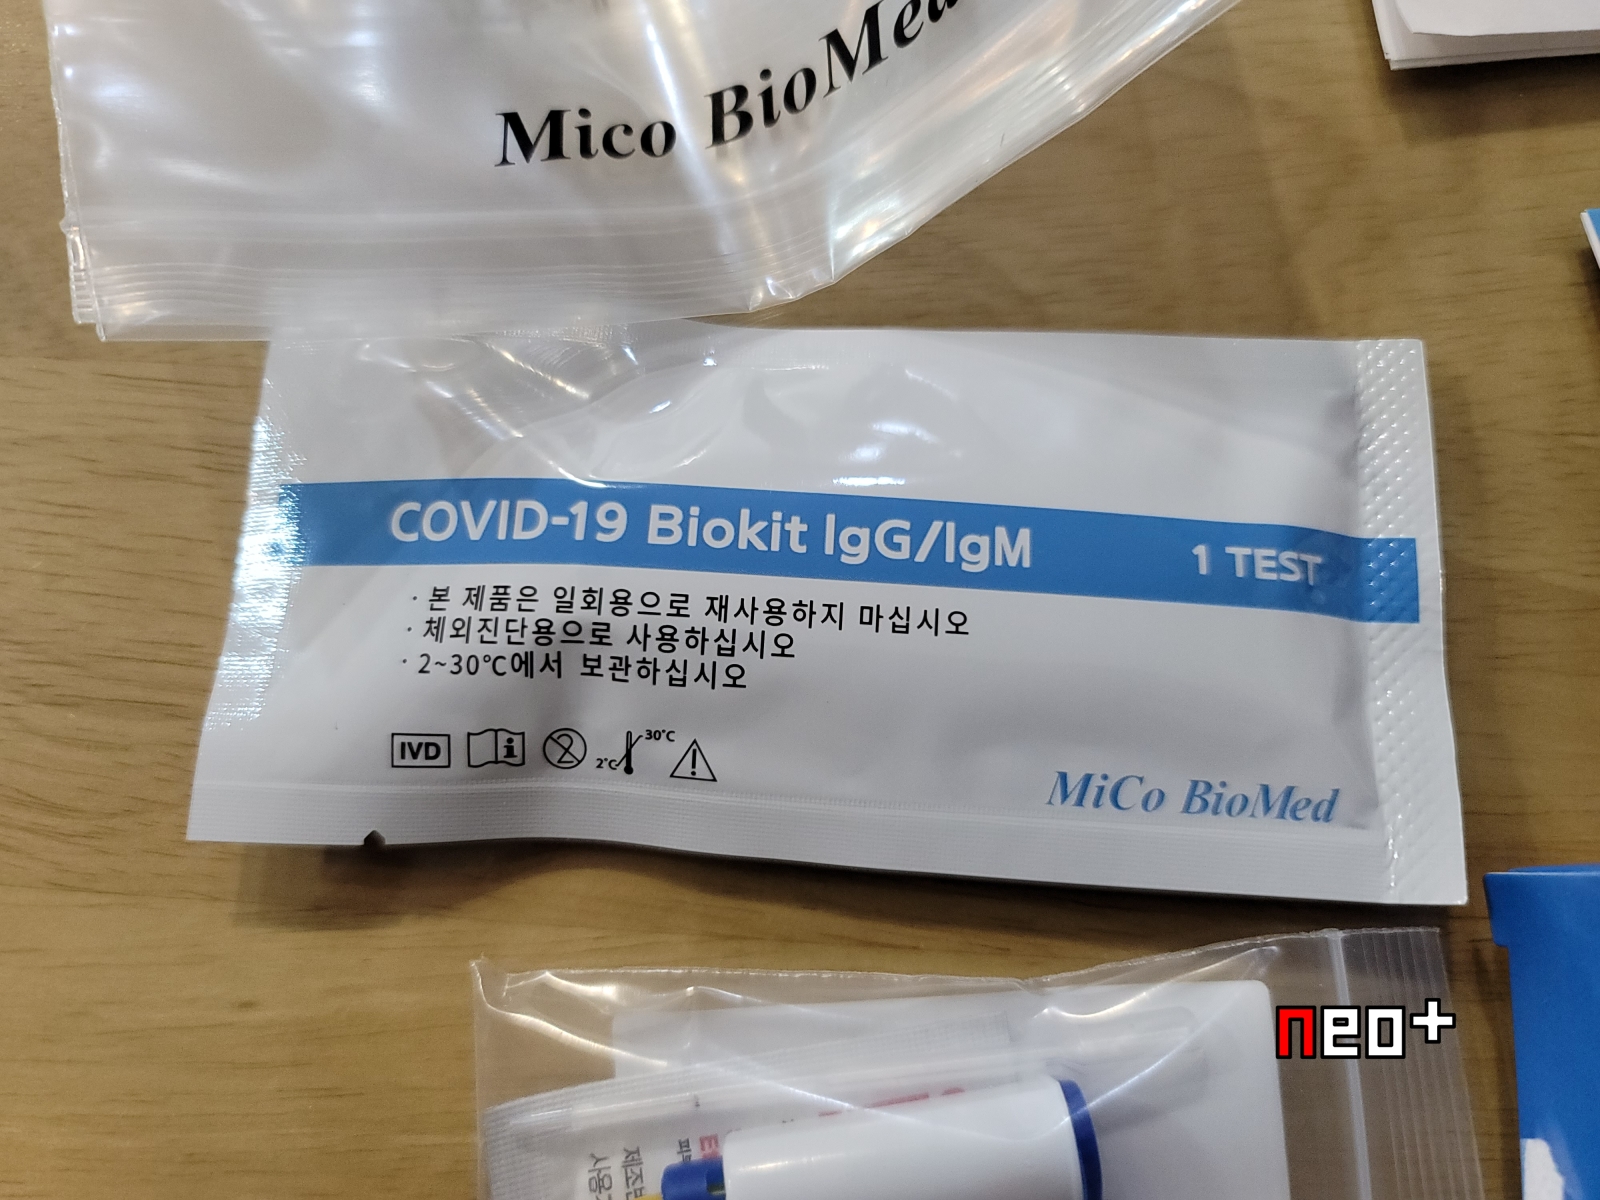 Mico BioMed
COVID-19 Biokit IgG/IgM 1 TEST
· 본 제품은 일회용으로 재사용하지 마십시오
· 체외진단용으로 사용하십시오
· 2~30℃에서 보관하십시오
IVD i 2 2℃ 30℃
MiCo BioMed
neo+